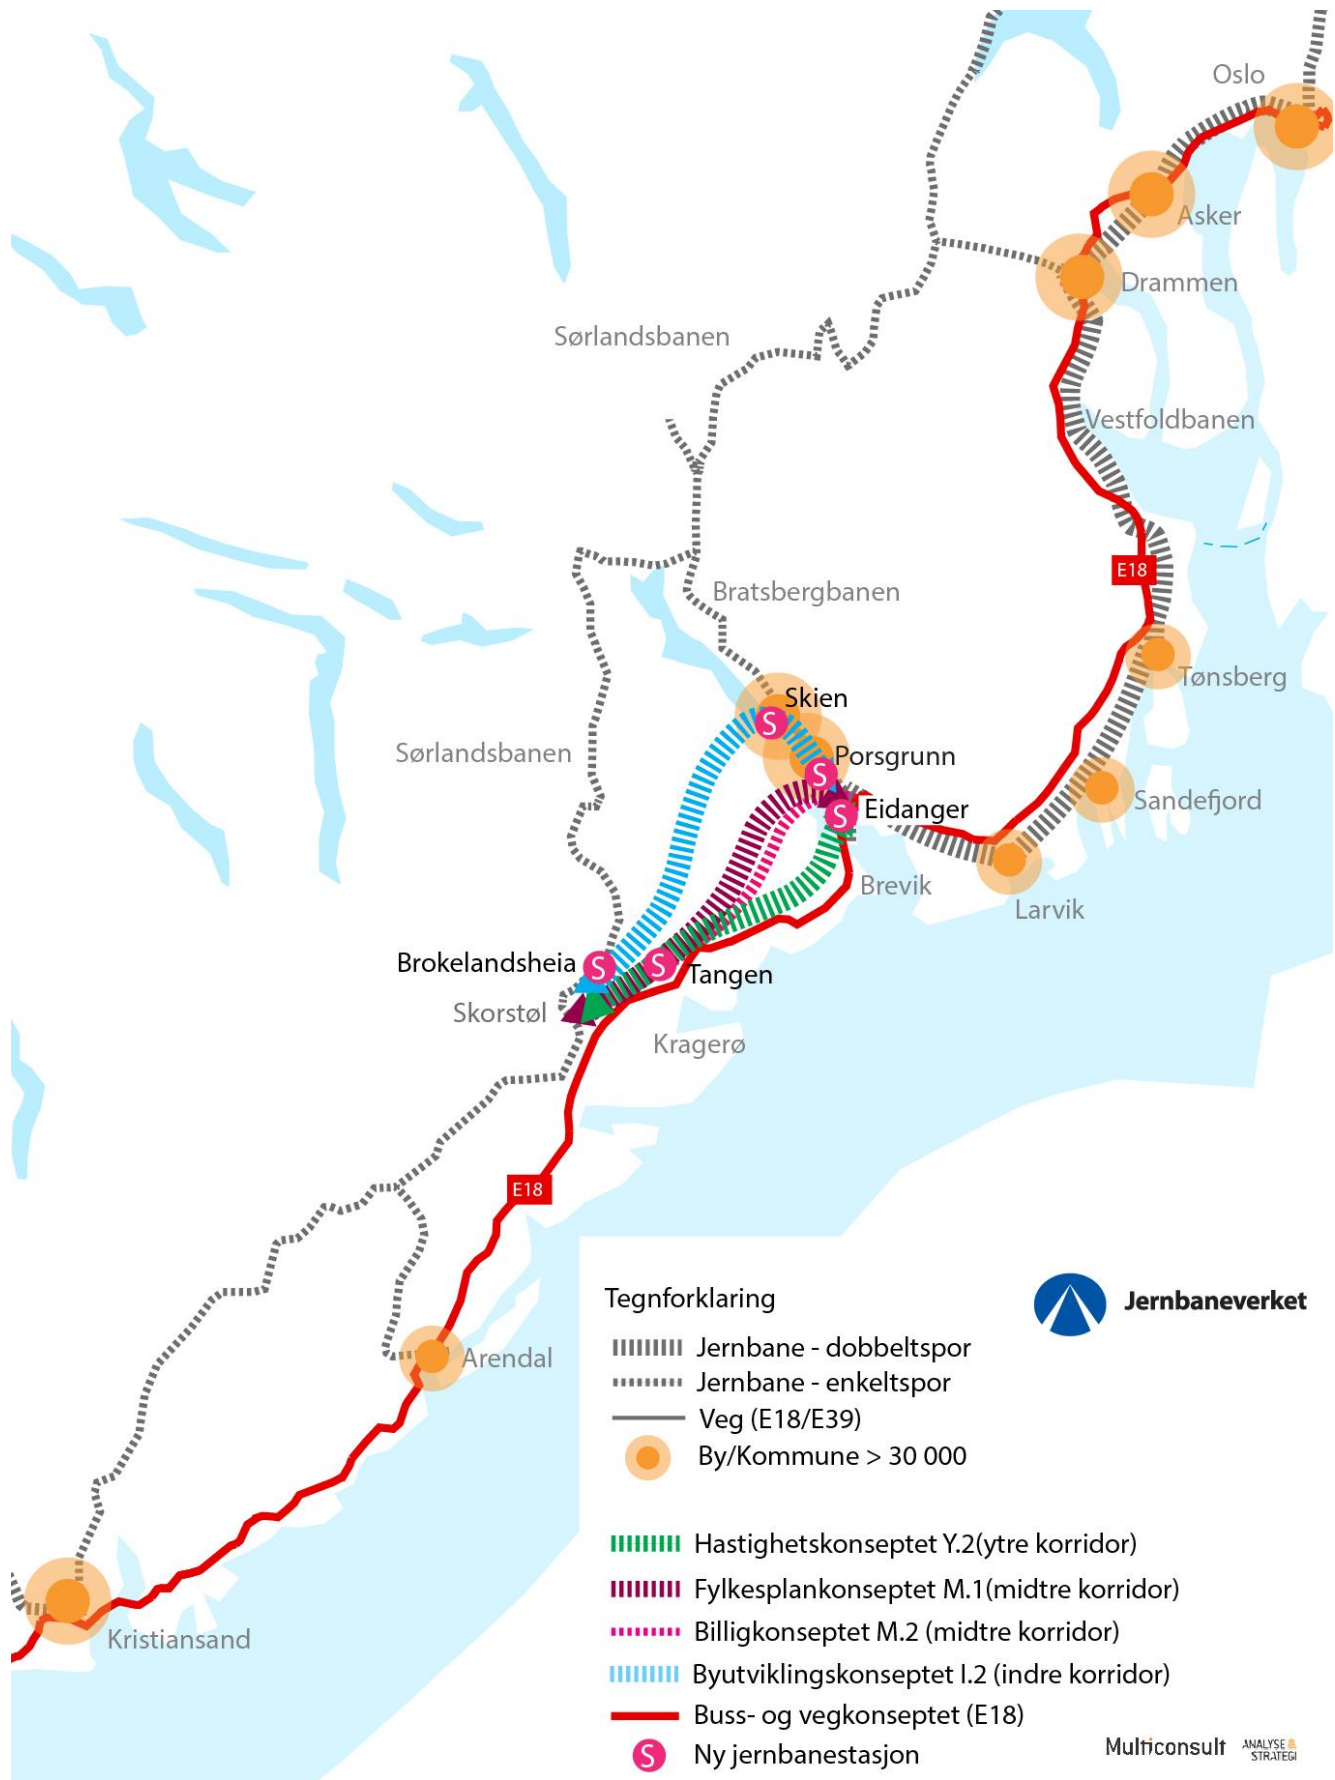 Oslo
Asker
Drammen
Sørlandsbanen
Vestfoldbanen
E18
Bratsbergbanen
Tønsberg
Skien
S
Sørlandsbanen
Porsgrunn
S
Sandefjord
Eidanger
S
Brevik
Larvik
Brokelandsheia
S
S
Tangen
Skorstøl
Kragerø
E18
Tegnforklaring
Jernbaneverket
Jernbane - dobbeltspor
Arendal
Jernbane - enkeltspor
Veg (E18/E39)
By/Kommune > 30 000
Hastighetskonseptet Y.2(ytre korridor)
Fylkesplankonseptet M.1(midtre korridor)
Billigkonseptet M.2 (midtre korridor)
Kristiansand
Byutviklingskonseptet I.2 (indre korridor)
Buss- og vegkonseptet (E18)
S
Ny jernbanestasjon
Multiconsult
ANALYSE &
STRATEGI